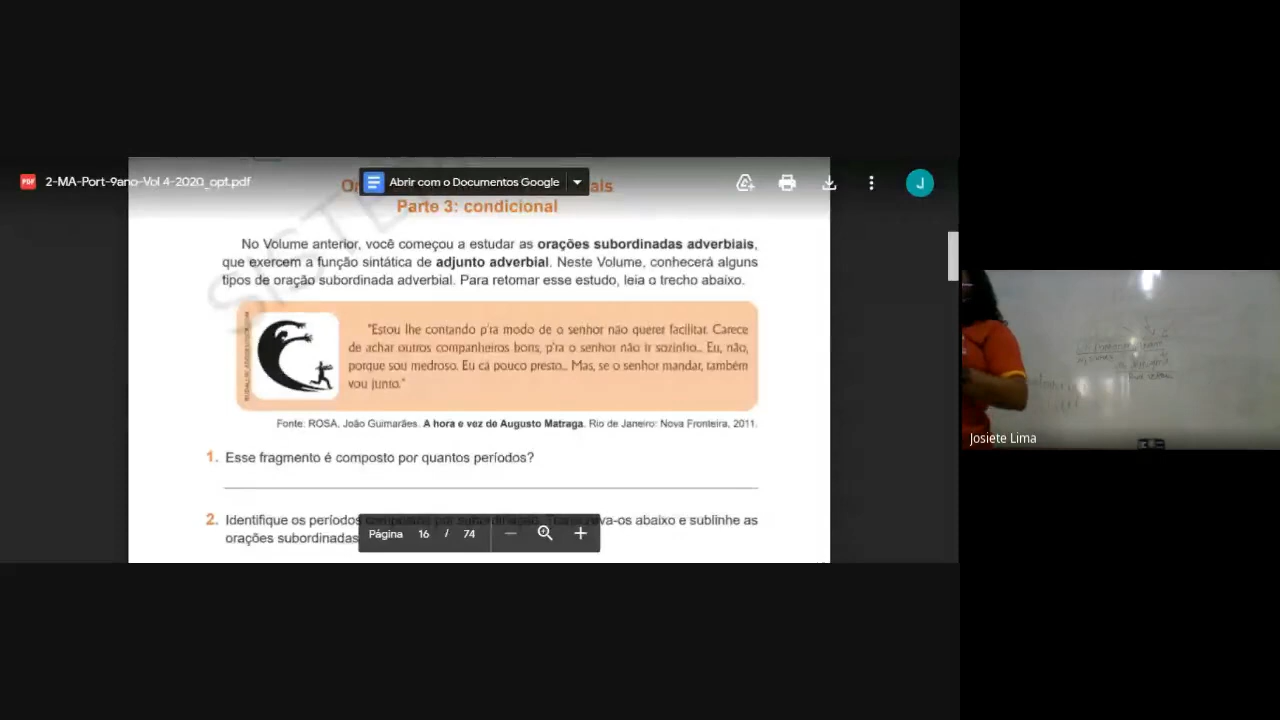 2-MA-Port-9ano-Vol 4-2020_opt.pdf
Abrir com o Documentos Google
J
Parte 3: condicional
No Volume anterior, você começou a estudar as orações subordinadas adverbiais,
que exercem a função sintática de adjunto adverbial. Neste Volume, conhecerá alguns
tipos de oração subordinada adverbial. Para retomar esse estudo, leia o trecho abaixo.
"Estou lhe contando p'ra modo de o senhor não querer facilitar. Carece
de achar outros companheiros bons, p'ra o senhor não ir sozinho... Eu, não,
porque sou medroso. Eu cá pouco presto... Mas, se o senhor mandar, também
vou junto."
Fonte: ROSA, João Guimarães. A hora e vez de Augusto Matraga. Rio de Janeiro: Nova Fronteira, 2011.
1. Esse fragmento é composto por quantos períodos?
2. Identifique os períodos compostos por subordinação. Transcreva-os abaixo e sublinhe as
orações subordinadas
Página 16 / 74
Josiete Lima